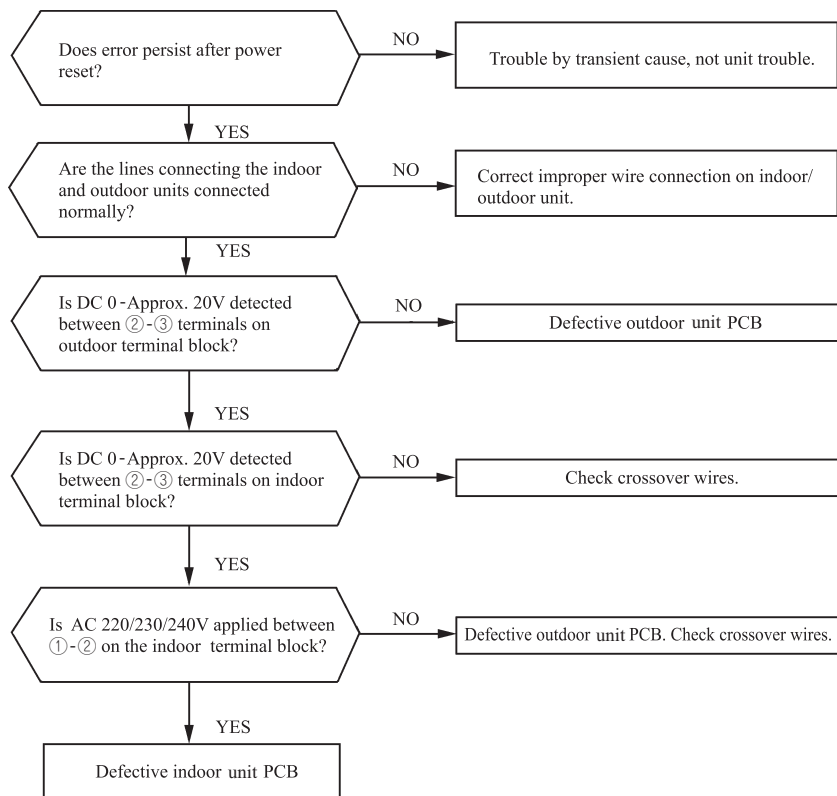 Does error persist after power
reset?
NO
Trouble by transient cause, not unit trouble.
YES
Are the lines connecting the indoor
and outdoor units connected
normally?
NO
Correct improper wire connection on indoor/
outdoor unit.
YES
Is DC 0-Approx. 20V detected
between ②-③ terminals on
outdoor terminal block?
NO
Defective outdoor unit PCB
YES
Is DC 0-Approx. 20V detected
between ②-③ terminals on indoor
terminal block?
NO
Check crossover wires.
YES
Is AC 220/230/240V applied between
①-② on the indoor terminal block?
NO
Defective outdoor unit PCB. Check crossover wires.
YES
Defective indoor unit PCB